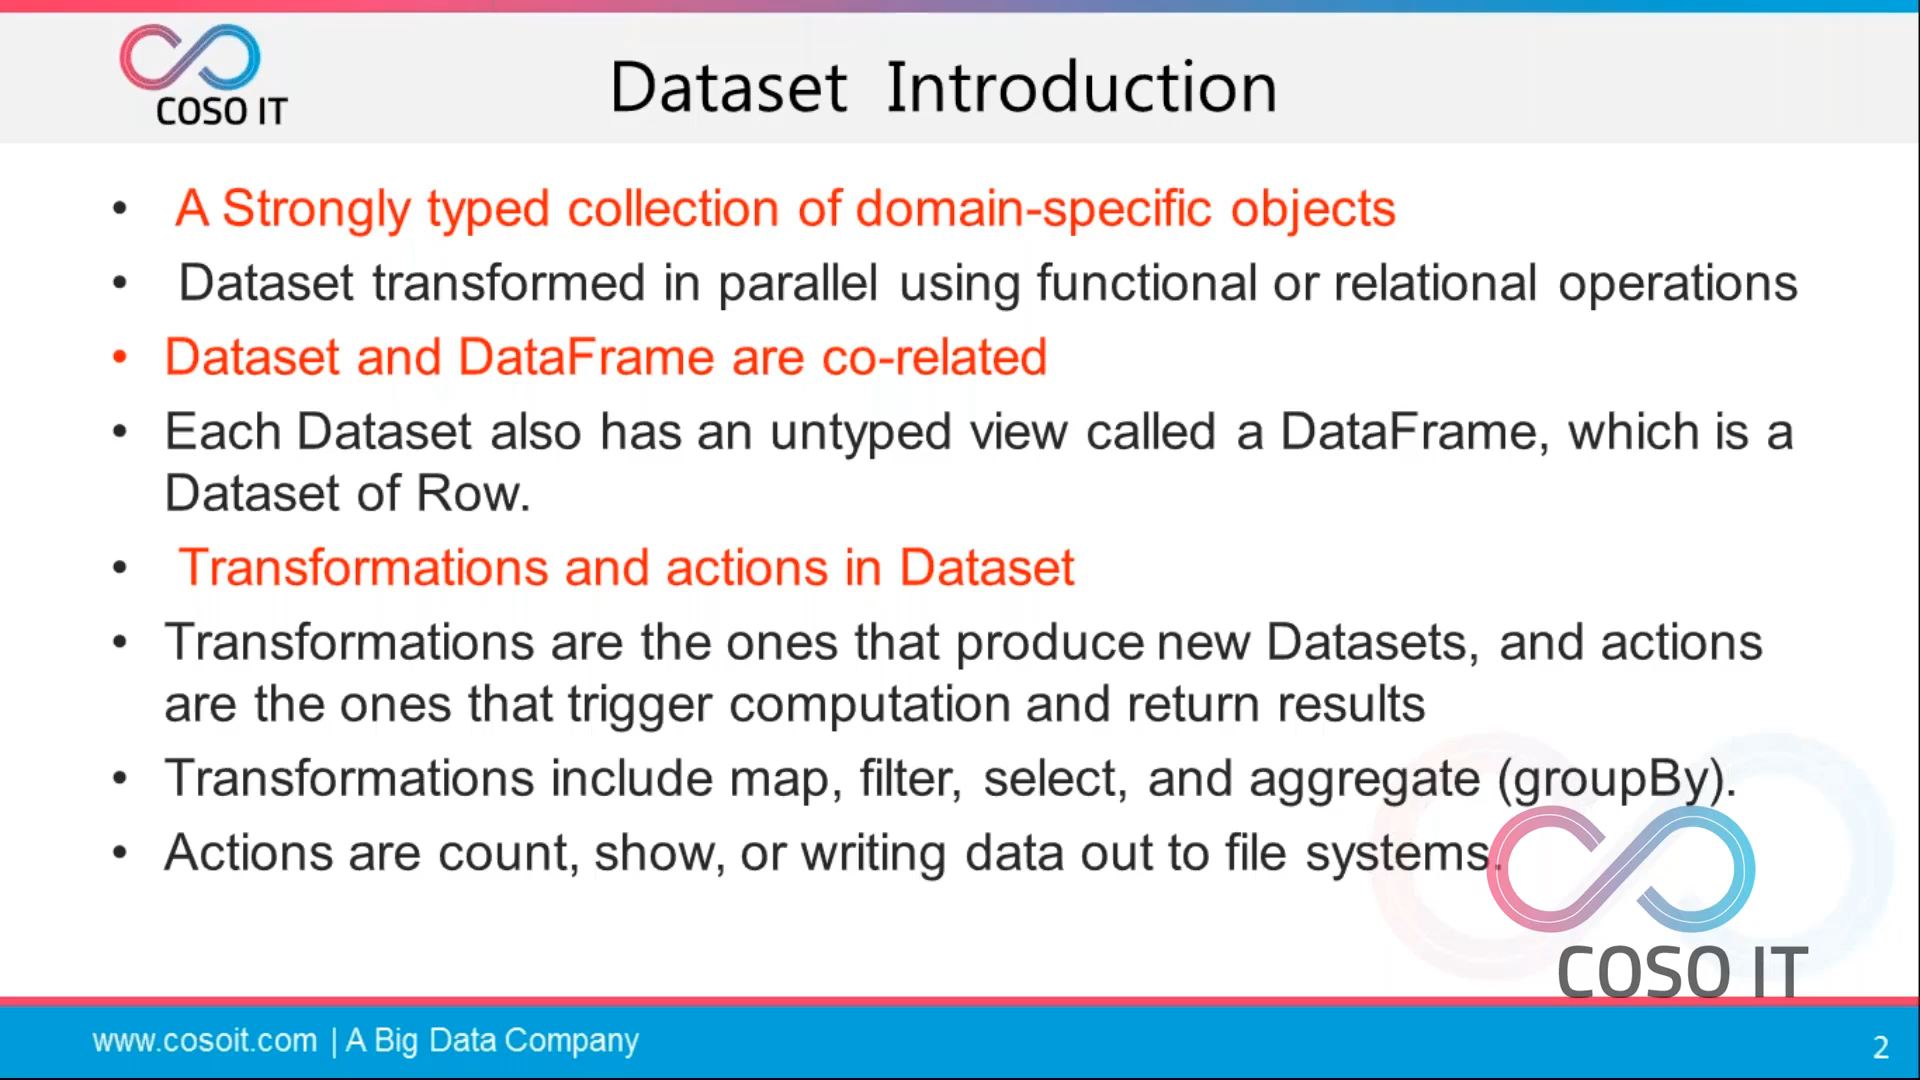 COSO IT
Dataset Introduction
• A Strongly typed collection of domain-specific objects
• Dataset transformed in parallel using functional or relational operations
• Dataset and DataFrame are co-related
• Each Dataset also has an untyped view called a DataFrame, which is a
Dataset of Row.
• Transformations and actions in Dataset
• Transformations are the ones that produce new Datasets, and actions
are the ones that trigger computation and return results
• Transformations include map, filter, select, and aggregate (groupBy).
• Actions are count, show, or writing data out to file systems.
COSO IT
www.cosoit.com | A Big Data Company
2